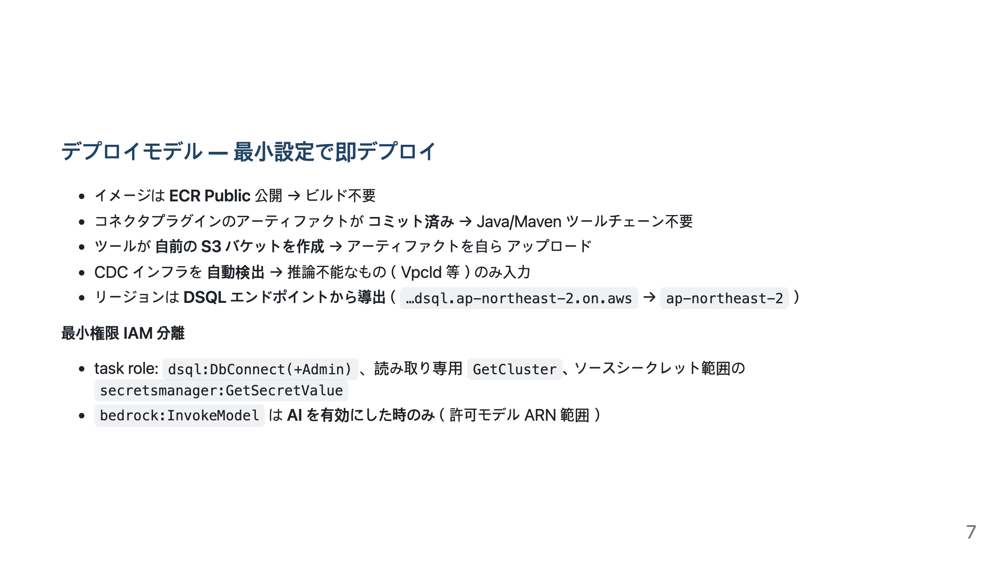 デプロイモデル — 最小設定で即デプロイ
• イメージは ECR Public 公開 → ビルド不要
• コネクタプラグインのアーティファクトが コミット済み → Java/Maven ツールチェーン不要
• ツールが 自前の S3 バケットを作成 → アーティファクトを自ら アップロード
• CDC インフラを 自動検出 → 推論不能なもの（VpcId 等）のみ入力
• リージョンは DSQL エンドポイントから導出（…dsql.ap-northeast-2.on.aws → ap-northeast-2）
最小権限 IAM 分離
• task role: dsql:DbConnect(+Admin)、読み取り専用 GetCluster、ソースシークレット範囲の
secretsmanager:GetSecretValue
• bedrock:InvokeModel は AI を有効にした時のみ（許可モデル ARN 範囲）
7